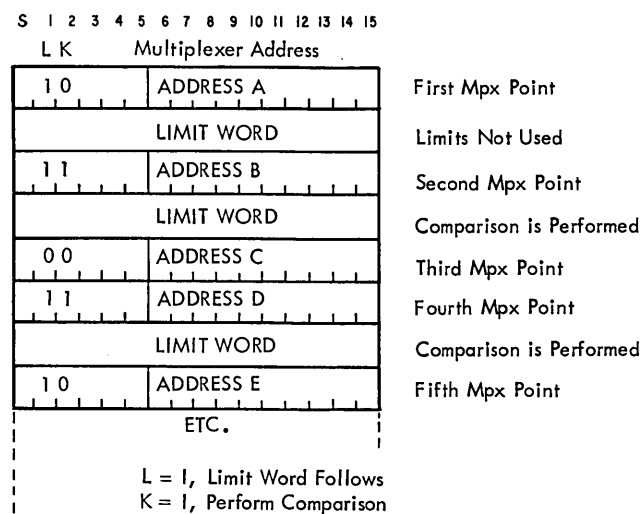 S 1 2 3 4 5 6 7 8 9 10 11 12 13 14 15
L K Multiplexer Address
1 0 ADDRESS A First Mpx Point
LIMIT WORD Limits Not Used
1 1 ADDRESS B Second Mpx Point
LIMIT WORD Comparison is Performed
0 0 ADDRESS C Third Mpx Point
1 1 ADDRESS D Fourth Mpx Point
LIMIT WORD Comparison is Performed
1 0 ADDRESS E Fifth Mpx Point
ETC.
L = 1, Limit Word Follows
K = 1, Perform Comparison